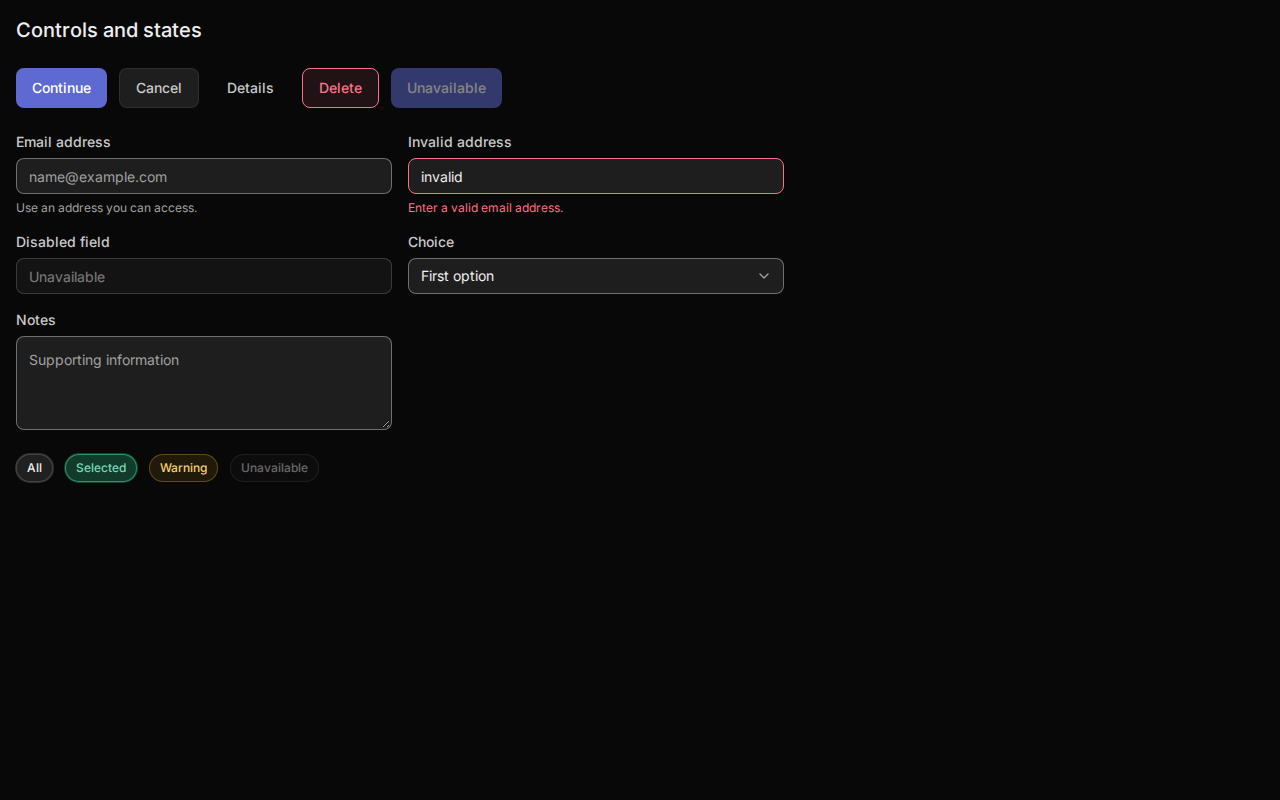 Controls and states
Continue Cancel Details Delete Unavailable
Email address Invalid address
name@example.com invalid
Use an address you can access. Enter a valid email address.
Disabled field Choice
Unavailable First option
Notes
Supporting information
All Selected Warning Unavailable